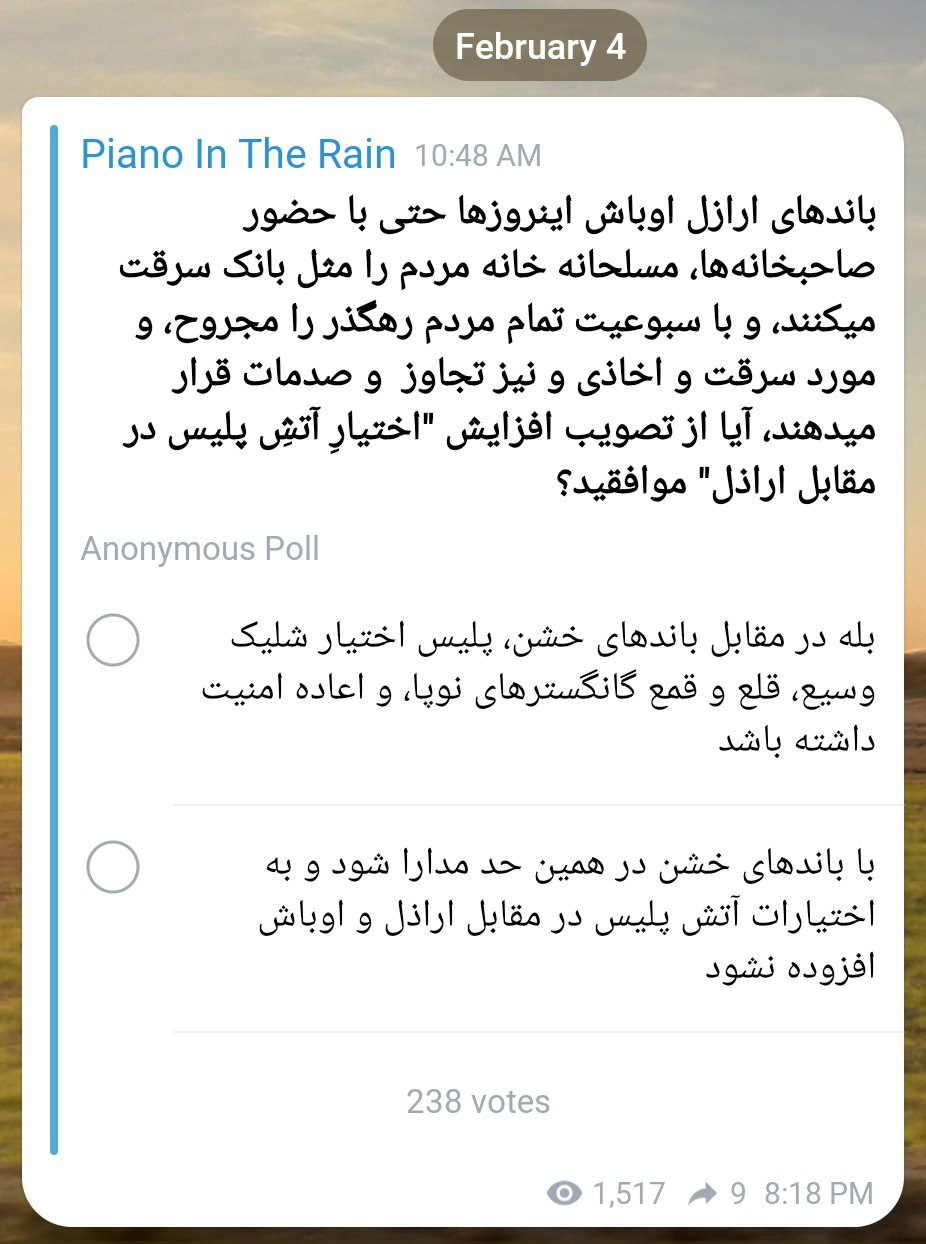 February 4
Piano In The Rain 10:48 AM
باندهای ارازل اوباش اینروزها حتی با حضور
صاحبخانه‌ها، مسلحانه خانه مردم را مثل بانک سرقت
میکنند، و با سبوعیت تمام مردم رهگذر را مجروح، و
مورد سرقت و اخاذی و نیز تجاوز  و صدمات قرار
میدهند، آیا از تصویب افزایش "اختیارِ آتشِ پلیس در
مقابل اراذل" موافقید؟
Anonymous Poll
بله در مقابل باندهای خشن، پلیس اختیار شلیک
وسیع، قلع و قمع گانگسترهای نوپا، و اعاده امنیت
داشته باشد
با باندهای خشن در همین حد مدارا شود و به
اختیارات آتش پلیس در مقابل اراذل و اوباش
افزوده نشود
238 votes
1,517 9 8:18 PM